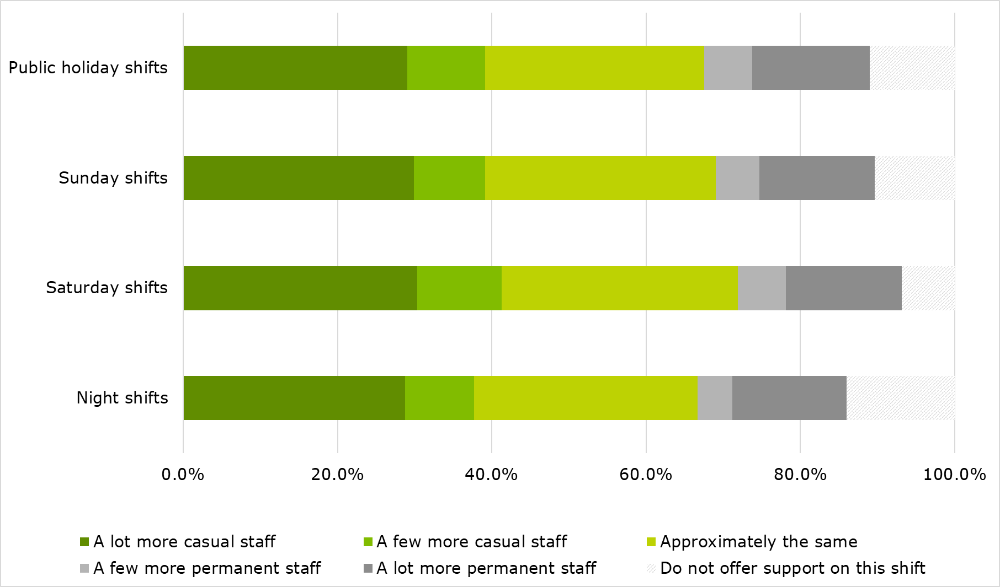 Public holiday shifts
Sunday shifts
Saturday shifts
Night shifts
0.0% 20.0% 40.0% 60.0% 80.0% 100.0%
A lot more casual staff A few more casual staff Approximately the same
A few more permanent staff A lot more permanent staff Do not offer support on this shift